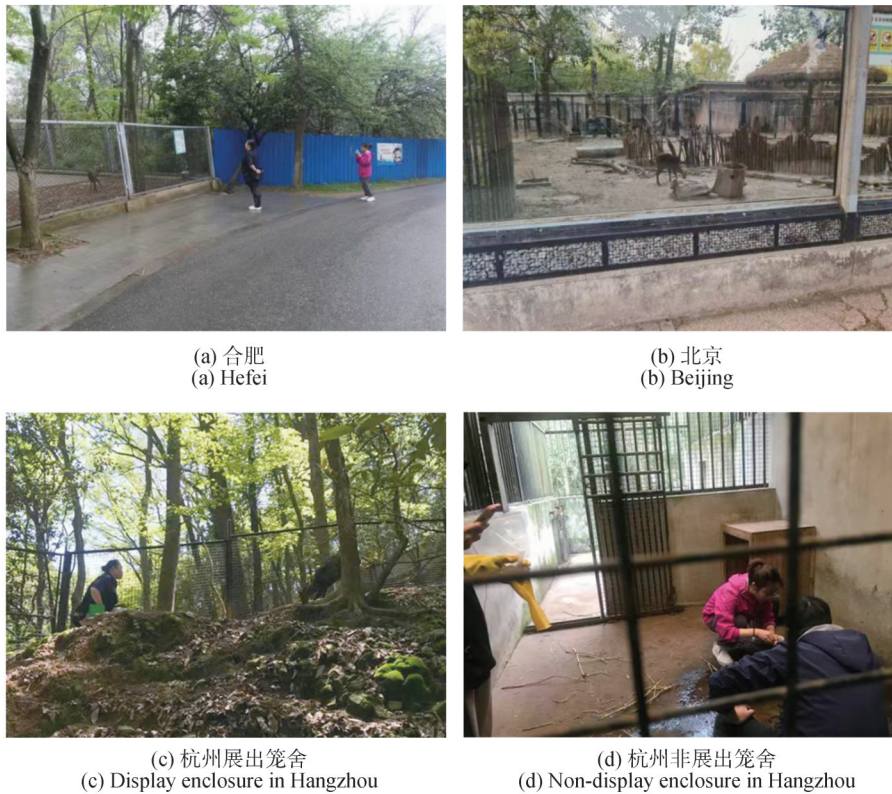 (a) 合肥
(a) Hefei
(b) 北京
(b) Beijing
(c) 杭州展出笼舍
(c) Display enclosure in Hangzhou
(d) 杭州非展出笼舍
(d) Non-display enclosure in Hangzhou